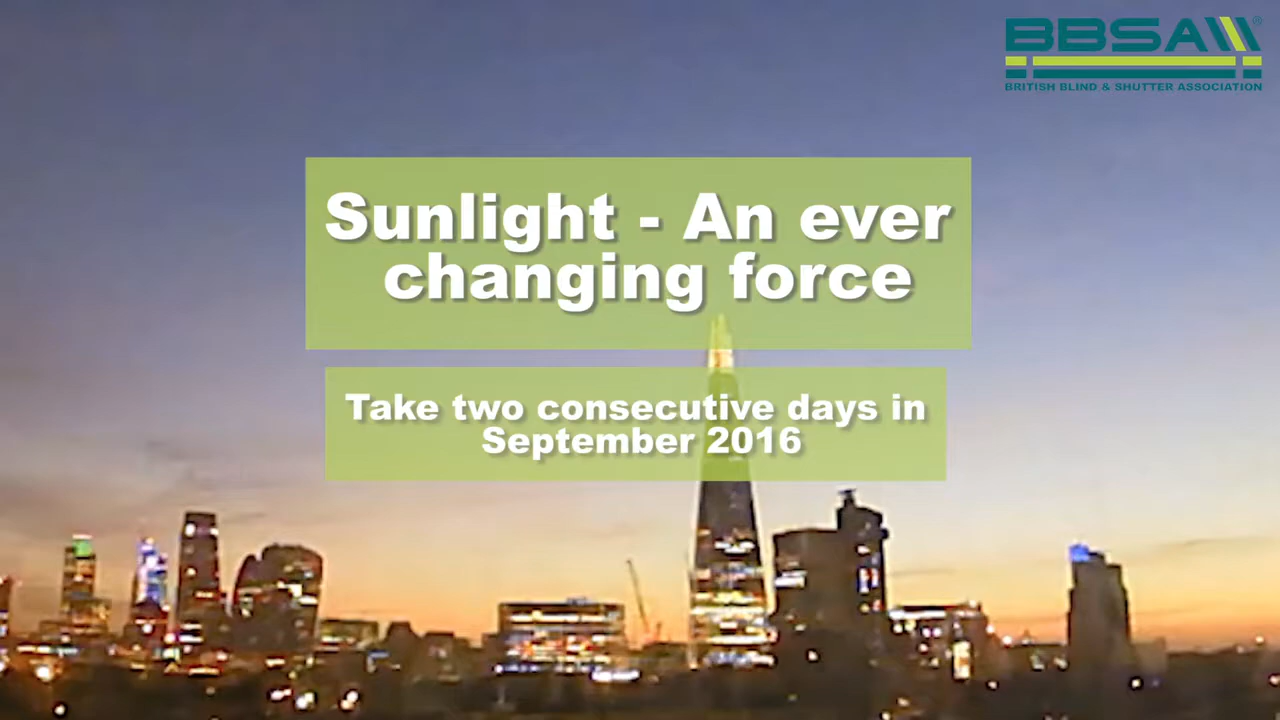 BBSA
®
BRITISH BLIND & SHUTTER ASSOCIATION
Sunlight - An ever
changing force
Take two consecutive days in
September 2016